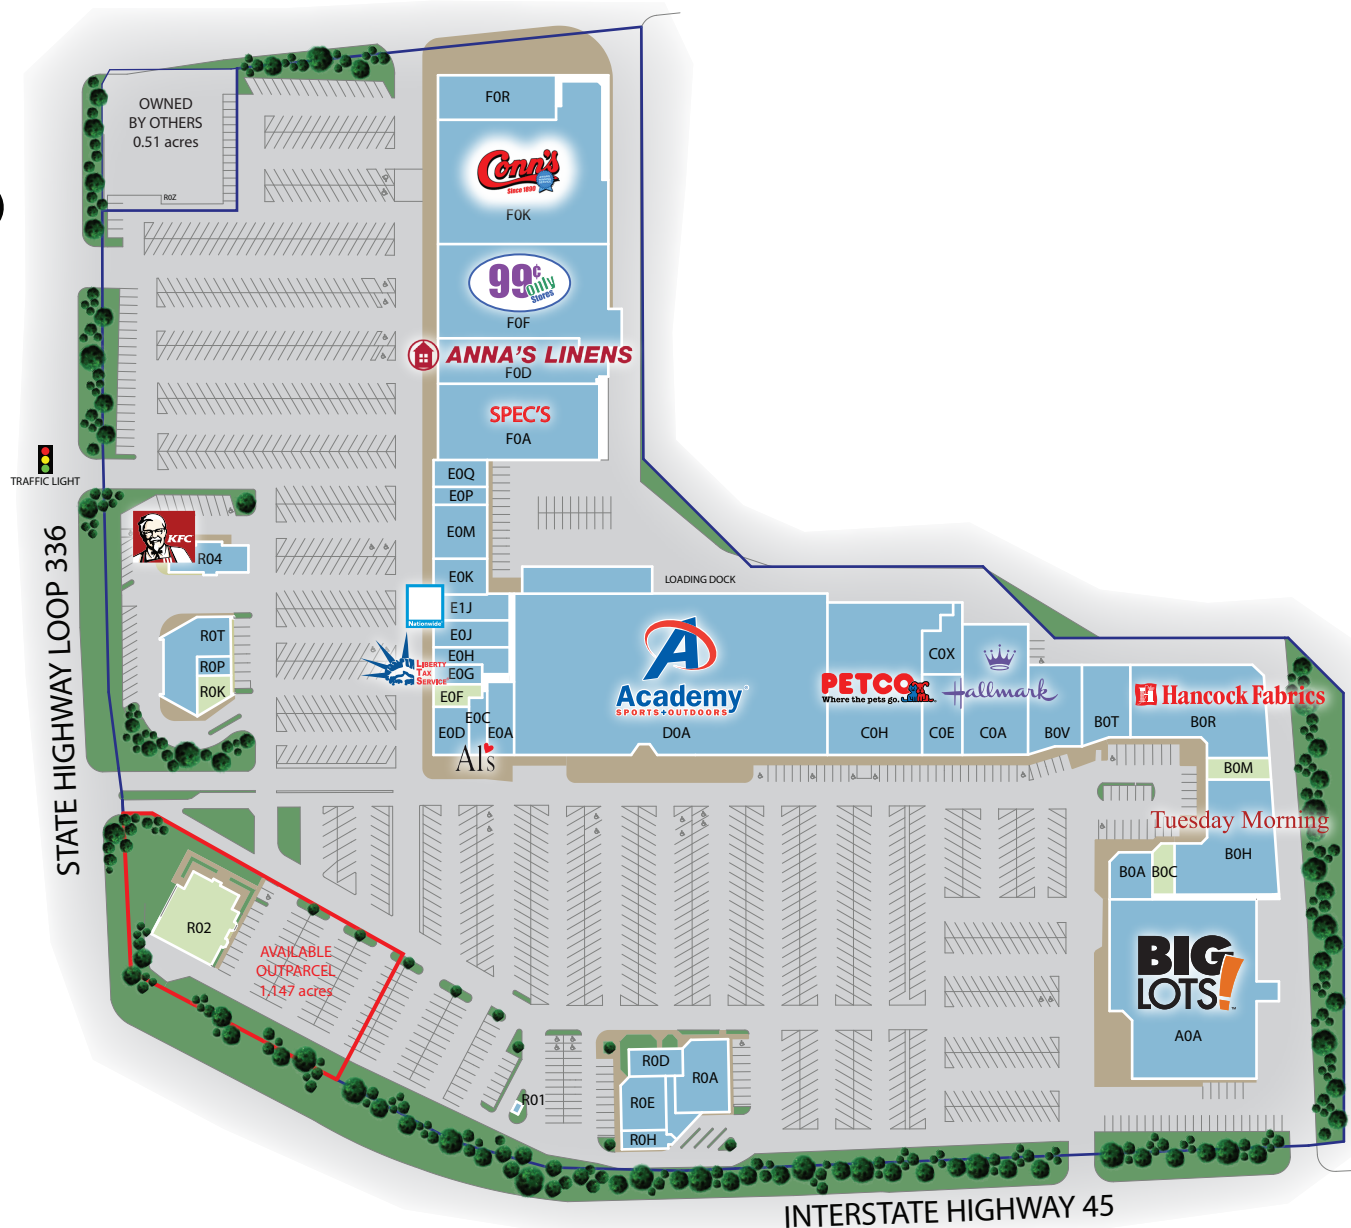 OWNED
BY OTHERS
0.51 acres
R0Z
)
F0R
Conn's
Since 1890
F0K
99¢
only
Stores
F0F
ANNA'S LINENS
F0D
SPEC'S
F0A
TRAFFIC LIGHT
E0Q
E0P
E0M
E0K
E1J
E0J
E0H
E0G
E0F
E0C
E0D
E0A
Nationwide
LIBERTY
TAX
SERVICE
Al's
KFC
R04
R0T
R0P
R0K
STATE HIGHWAY LOOP 336
LOADING DOCK
Academy
SPORTS+OUTDOORS
D0A
PETCO
Where the pets go.
C0H
C0X
C0E
Hallmark
C0A
B0V
B0T
Hancock Fabrics
B0R
B0M
Tuesday Morning
B0H
B0A
B0C
BIG
LOTS!
A0A
R02
AVAILABLE
OUTPARCEL
1.147 acres
R01
R0D
R0A
R0E
R0H
INTERSTATE HIGHWAY 45